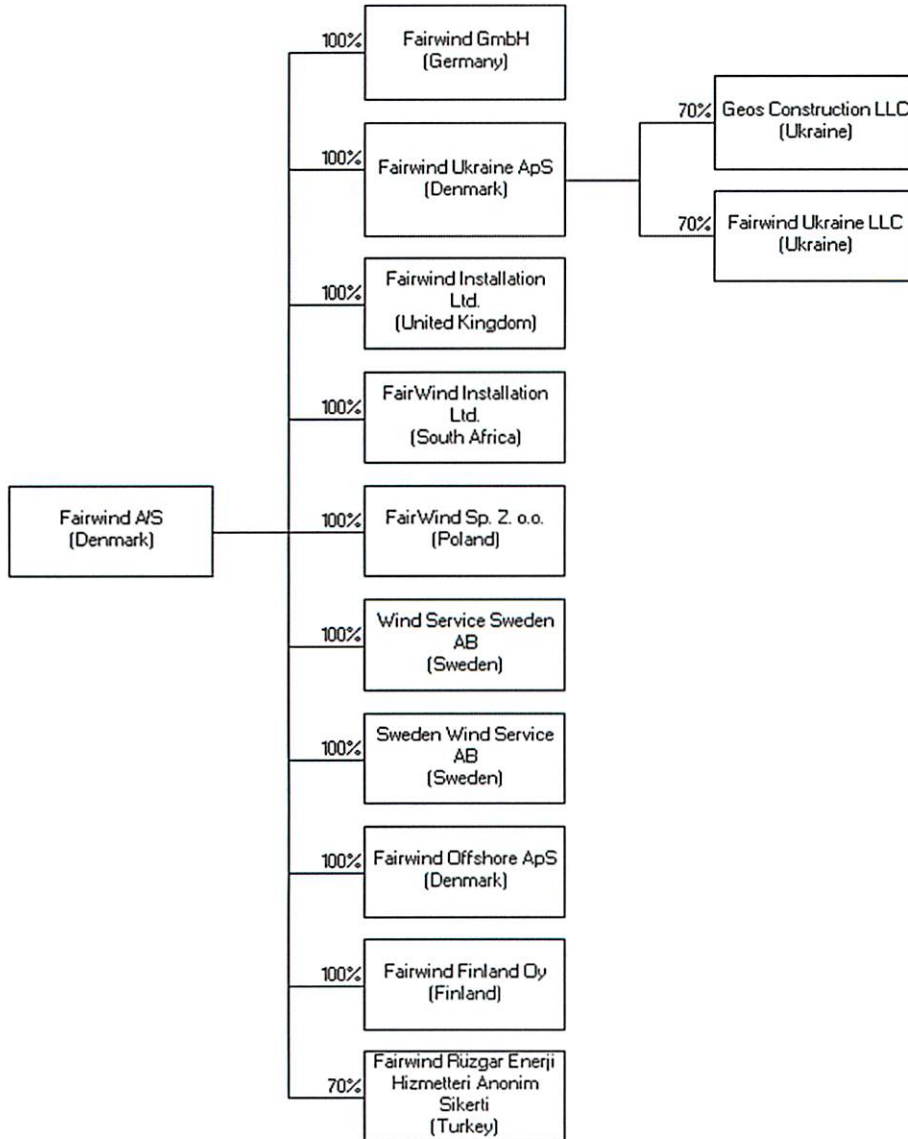 100%
Fairwind GmbH
(Germany)
70%
Geos Construction LLC
(Ukraine)
100%
Fairwind Ukraine ApS
(Denmark)
70%
Fairwind Ukraine LLC
(Ukraine)
100%
Fairwind Installation
Ltd.
(United Kingdom)
100%
FairWind Installation
Ltd.
(South Africa)
Fairwind A/S
(Denmark)
100%
FairWind Sp. Z. o.o.
(Poland)
100%
Wind Service Sweden
AB
(Sweden)
100%
Sweden Wind Service
AB
(Sweden)
100%
Fairwind Offshore ApS
(Denmark)
100%
Fairwind Finland Oy
(Finland)
70%
Fairwind Rüzgar Enerji
Hizmetteri Anonim
Sikerti
(Turkey)